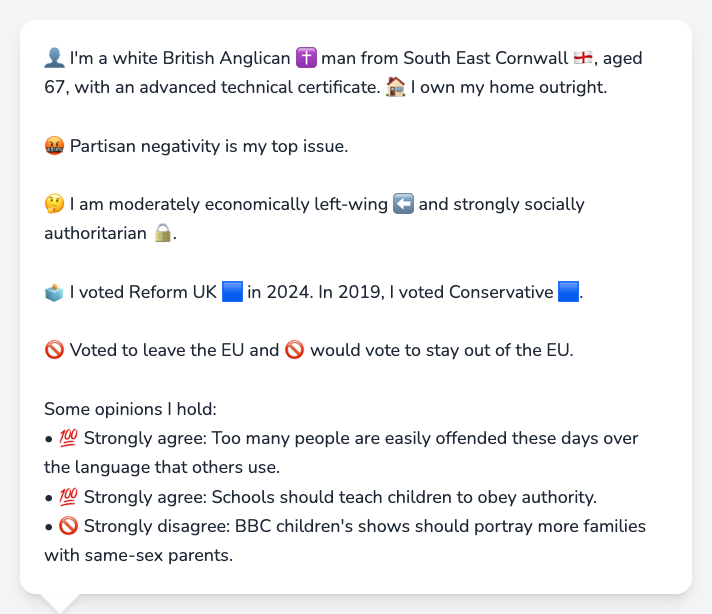 👤 I'm a white British Anglican ✝️ man from South East Cornwall 🏴󠁧󠁢󠁥󠁮󠁧󠁿, aged
67, with an advanced technical certificate. 🏠 I own my home outright.
🤬 Partisan negativity is my top issue.
🤔 I am moderately economically left-wing ⬅️ and strongly socially
authoritarian 🔒.
🗳️ I voted Reform UK 🟦 in 2024. In 2019, I voted Conservative 🟦.
🚫 Voted to leave the EU and 🚫 would vote to stay out of the EU.
Some opinions I hold:
• 💯 Strongly agree: Too many people are easily offended these days over
the language that others use.
• 💯 Strongly agree: Schools should teach children to obey authority.
• 🚫 Strongly disagree: BBC children's shows should portray more families
with same-sex parents.